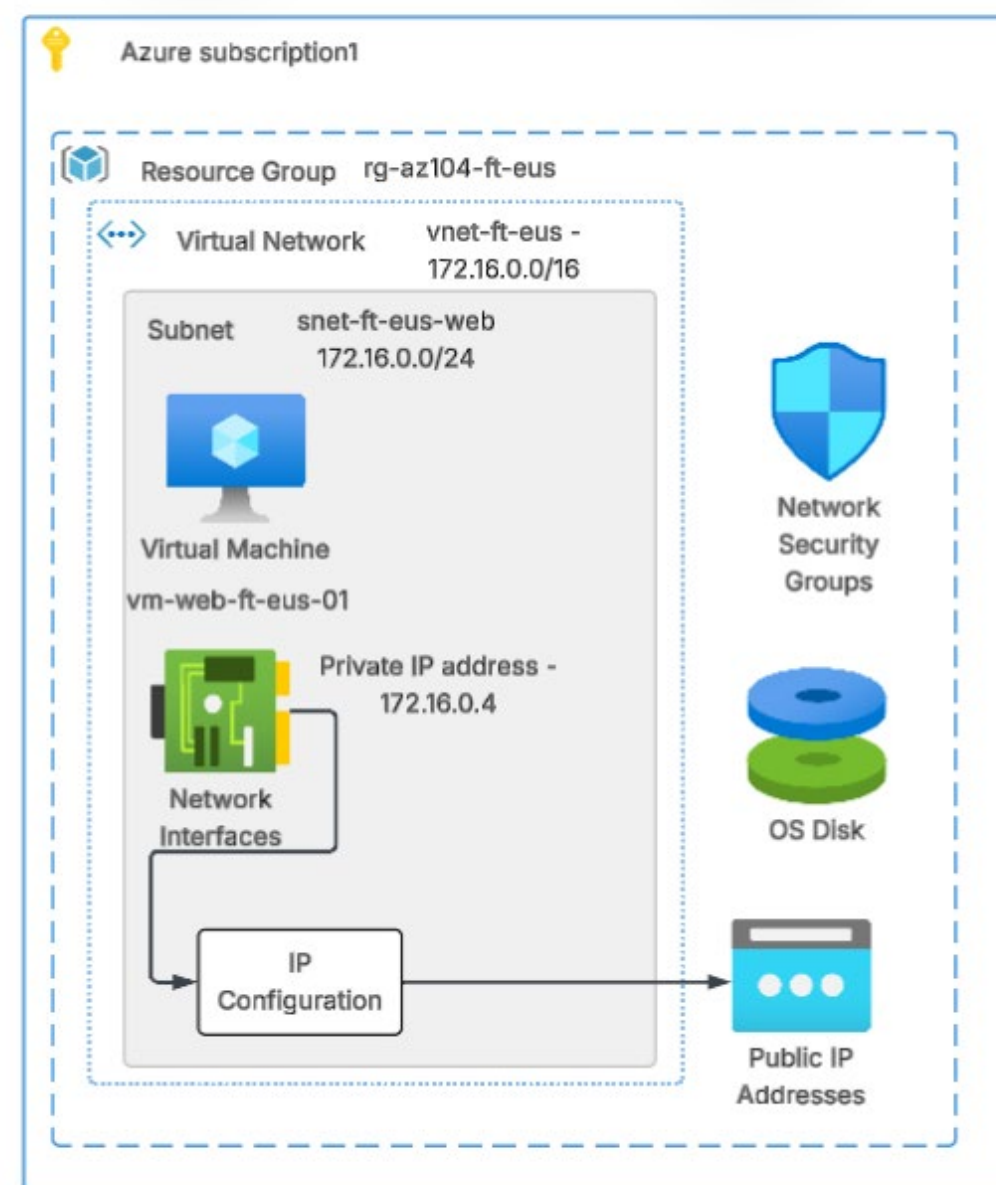 Azure subscription1
Resource Group rg-az104-ft-eus
Virtual Network vnet-ft-eus -
172.16.0.0/16
Subnet snet-ft-eus-web
172.16.0.0/24
Virtual Machine
vm-web-ft-eus-01
Private IP address -
172.16.0.4
Network
Interfaces
IP
Configuration
Network
Security
Groups
OS Disk
Public IP
Addresses